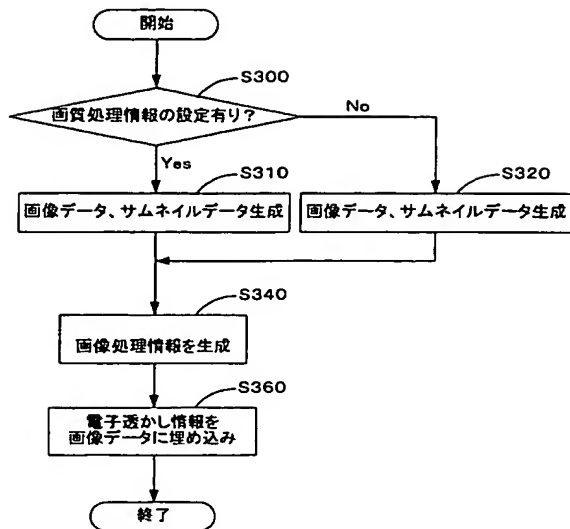 開始
S300
画質処理情報の設定有り?
No
Yes
S310
S320
画像データ、サムネイルデータ生成
画像データ、サムネイルデータ生成
S340
画像処理情報を生成
S360
電子透かし情報を
画像データに埋め込み
終了